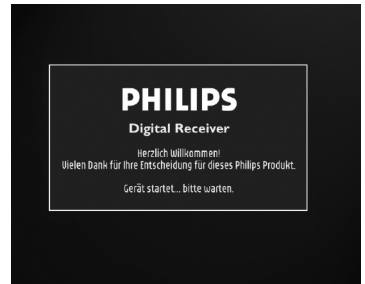 PHILIPS
Digital Receiver
Herzlich Willkommen!
Vielen Dank für Ihre Entscheidung für dieses Philips Produkt.
Gerät startet... bitte warten.